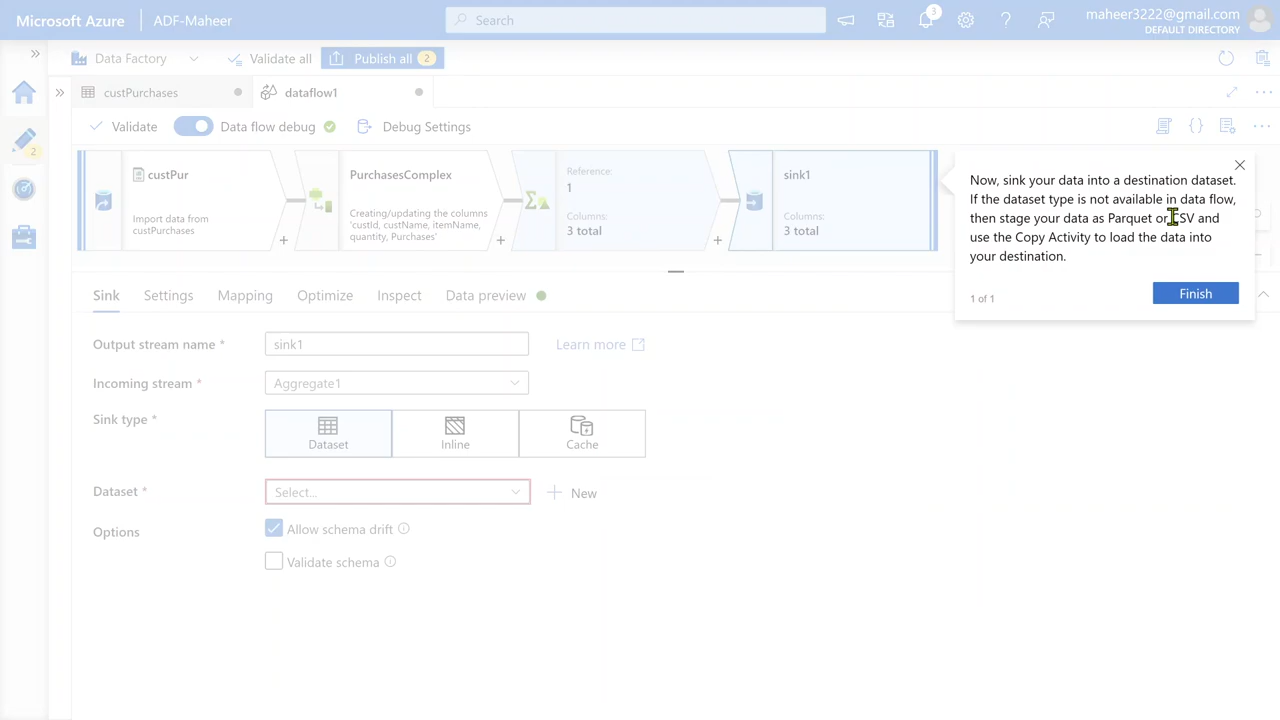 Microsoft Azure
ADF-Maheer
Search
3
maheer3222@gmail.com
DEFAULT DIRECTORY
Data Factory
Validate all
Publish all
2
custPurchases
dataflow1
Validate
Data flow debug
Debug Settings
2
custPur
Import data from
custPurchases
PurchasesComplex
Creating/updating the columns
'custId, custName, itemName,
quantity, Purchases'
Reference:
1
Columns:
3 total
sink1
Columns:
3 total
Now, sink your data into a destination dataset.
If the dataset type is not available in data flow,
then stage your data as Parquet or CSV and
use the Copy Activity to load the data into
your destination.
1 of 1
Finish
Sink
Settings
Mapping
Optimize
Inspect
Data preview
Output stream name *
sink1
Learn more
Incoming stream *
Aggregate1
Sink type *
Dataset
Inline
Cache
Dataset *
Select...
New
Options
Allow schema drift
Validate schema